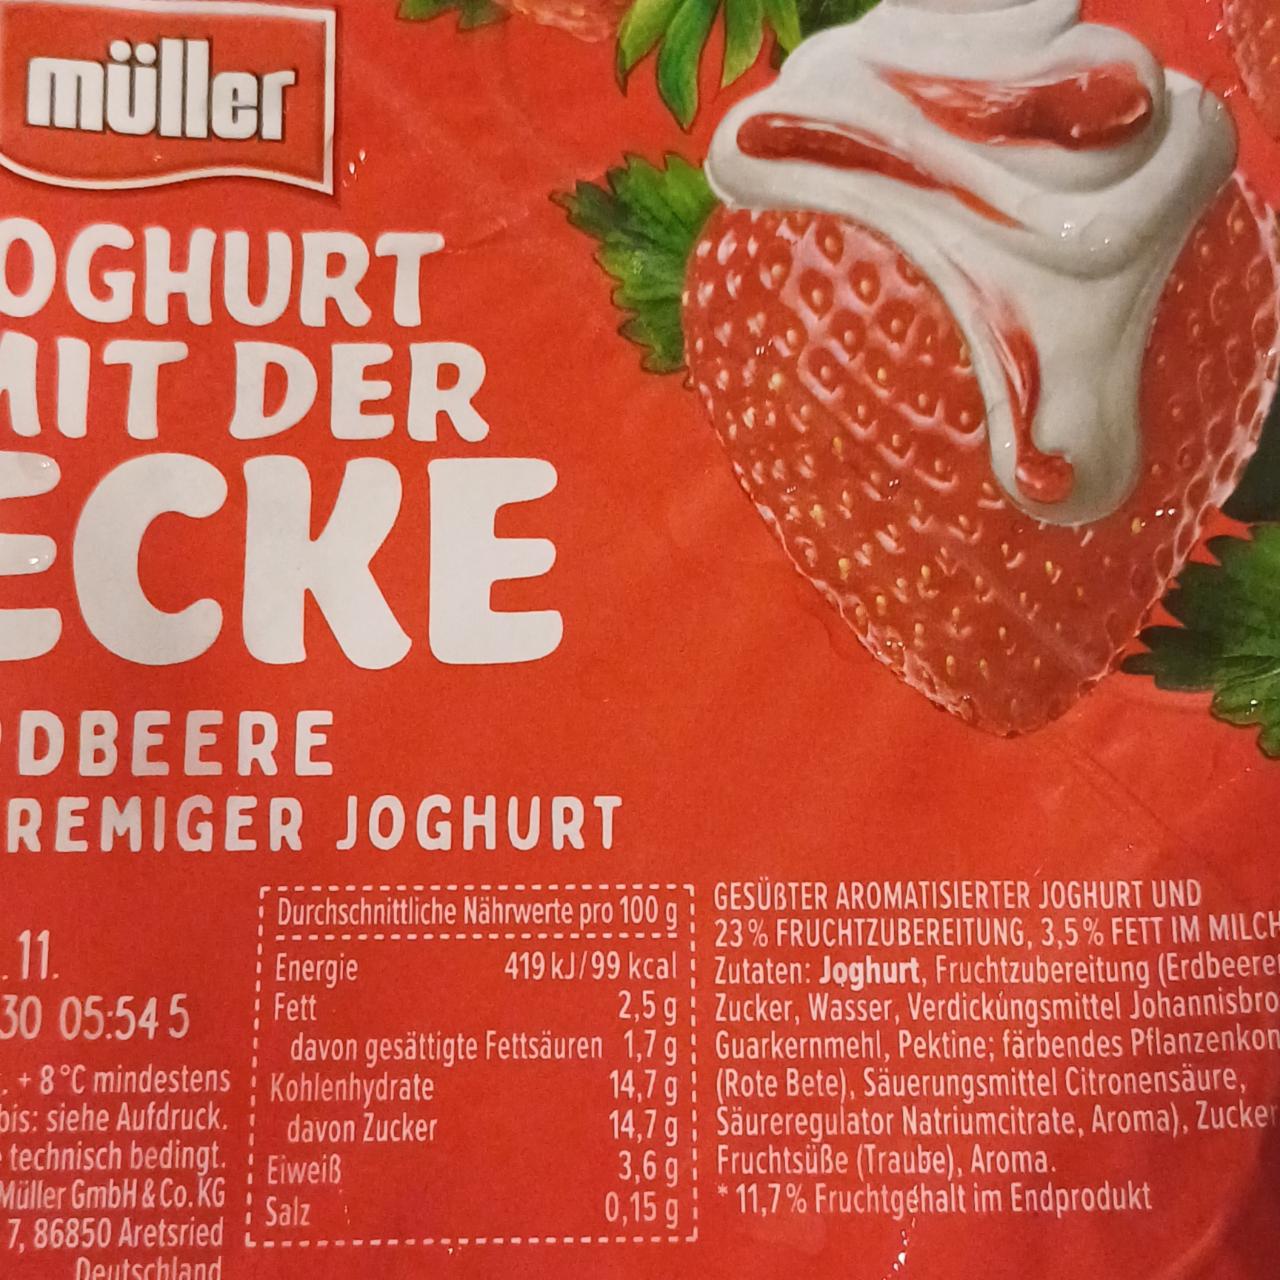 müller
OGHURT
MIT DER
ECKE
RDBEERE
REMIGER JOGHURT
. 11.
30 05:54 5
. + 8°C mindestens
bis: siehe Aufdruck.
technisch bedingt.
Müller GmbH & Co. KG
7, 86850 Aretsried
Deutschland
Durchschnittliche Nährwerte pro 100 g
Energie 419 kJ/99 kcal
Fett 2,5 g
davon gesättigte Fettsäuren 1,7 g
Kohlenhydrate 14,7 g
davon Zucker 14,7 g
Eiweiß 3,6 g
Salz 0,15 g
GESÜßTER AROMATISIERTER JOGHURT UND
23% FRUCHTZUBEREITUNG, 3,5% FETT IM MILCH
Zutaten: Joghurt, Fruchtzubereitung (Erdbeeren
Zucker, Wasser, Verdickungsmittel Johannisbro
Guarkernmehl, Pektine; färbendes Pflanzenkon
(Rote Bete), Säuerungsmittel Citronensäure,
Säureregulator Natriumcitrate, Aroma), Zucker
Fruchtsüße (Traube), Aroma.
* 11,7% Fruchtgehalt im Endprodukt